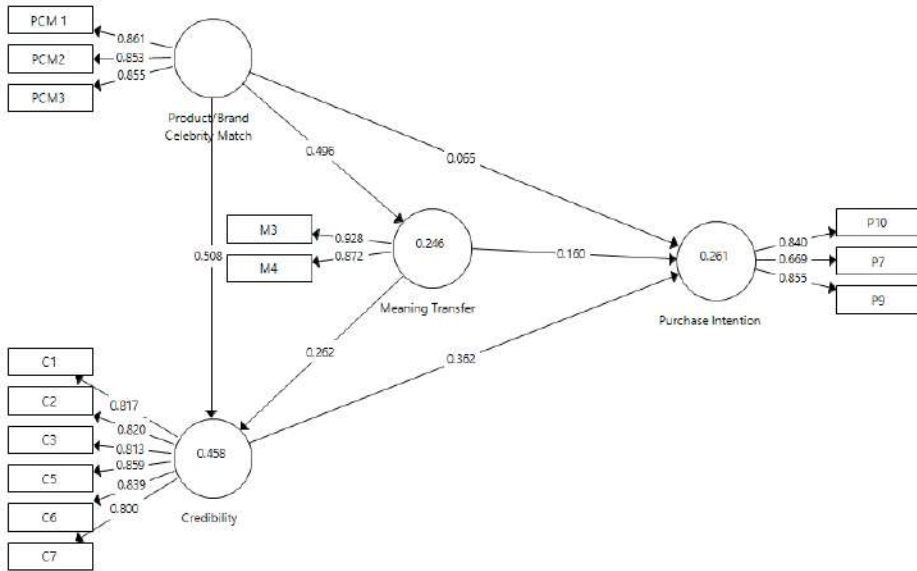 PCM 1
0.861
PCM2
0.853
PCM3
0.855
Product/Brand
Celebrity Match
0.496
0.065
0.508
M3
0.928
M4
0.872
0.246
Meaning Transfer
0.160
0.261
Purchase Intention
P10
0.840
P7
0.669
P9
0.855
0.262
0.362
C1
0.817
C2
0.820
C3
0.813
C5
0.859
C6
0.839
C7
0.800
0.458
Credibility